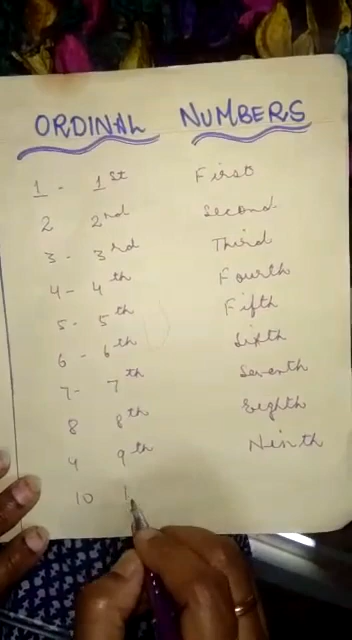 ORDINAL NUMBERS
1 - 1st First
2 2nd Second
3 - 3rd Third
4 - 4th Fourth
5 - 5th Fifth
6 - 6th Sixth
7 - 7th Seventh
8 8th Eighth
9 9th Ninth
10 1